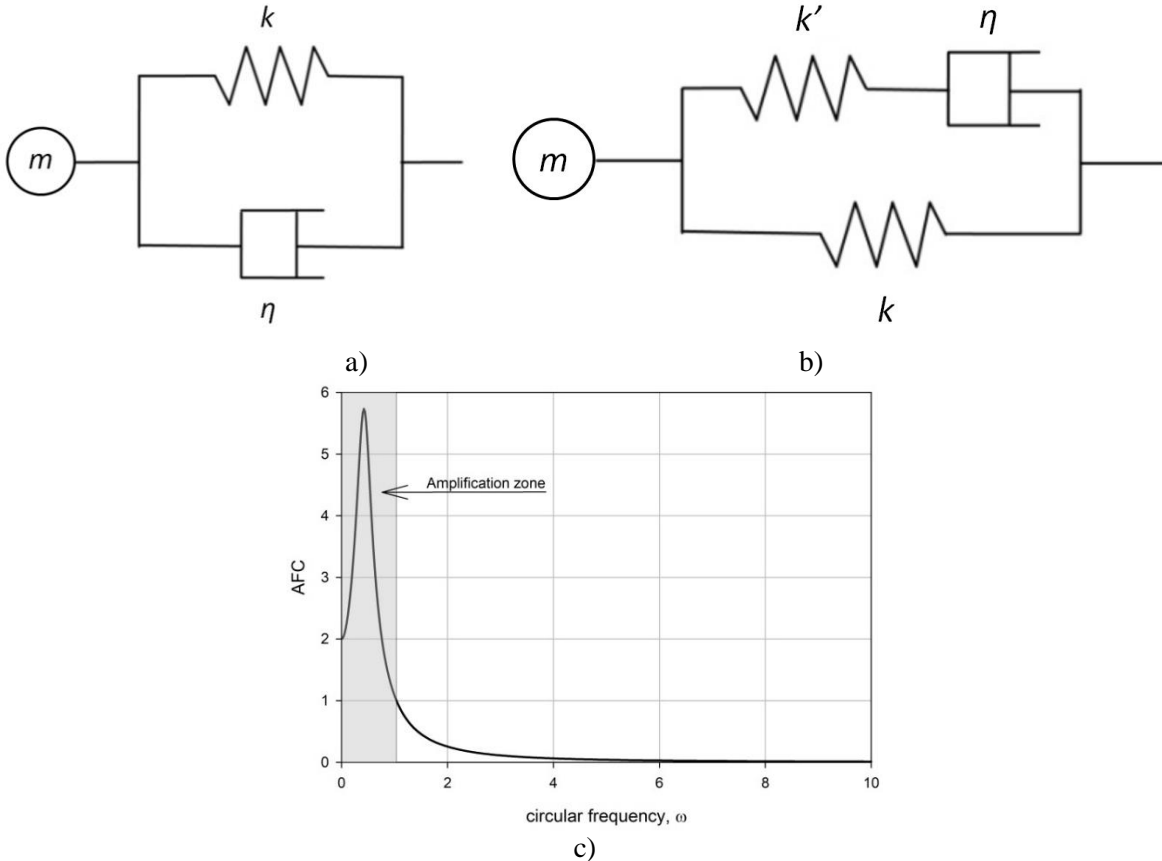 k
m
η
a)
k’
η
m
k
b)
6
5
4
3
2
1
0
AFC
Amplification zone
0 2 4 6 8 10
circular frequency, ω
c)